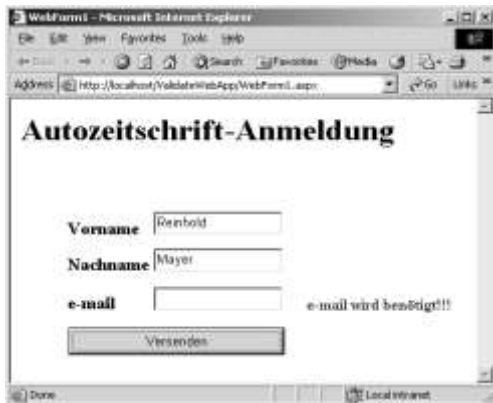 WebForm1 - Microsoft Internet Explorer
File Edit View Favorites Tools Help
Back Search Favorites Media
Address http://localhost/ValidateWebApp/WebForm1.aspx Go Links »
Autozeitschrift-Anmeldung
Vorname Reinhold
Nachname Mayer
e-mail e-mail wird benötigt!!!
Versenden
Done Local intranet